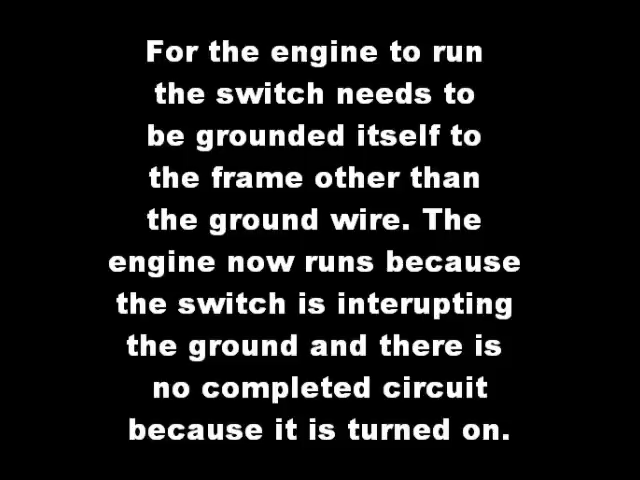 For the engine to run
the switch needs to
be grounded itself to
the frame other than
the ground wire. The
engine now runs because
the switch is interupting
the ground and there is
no completed circuit
because it is turned on.